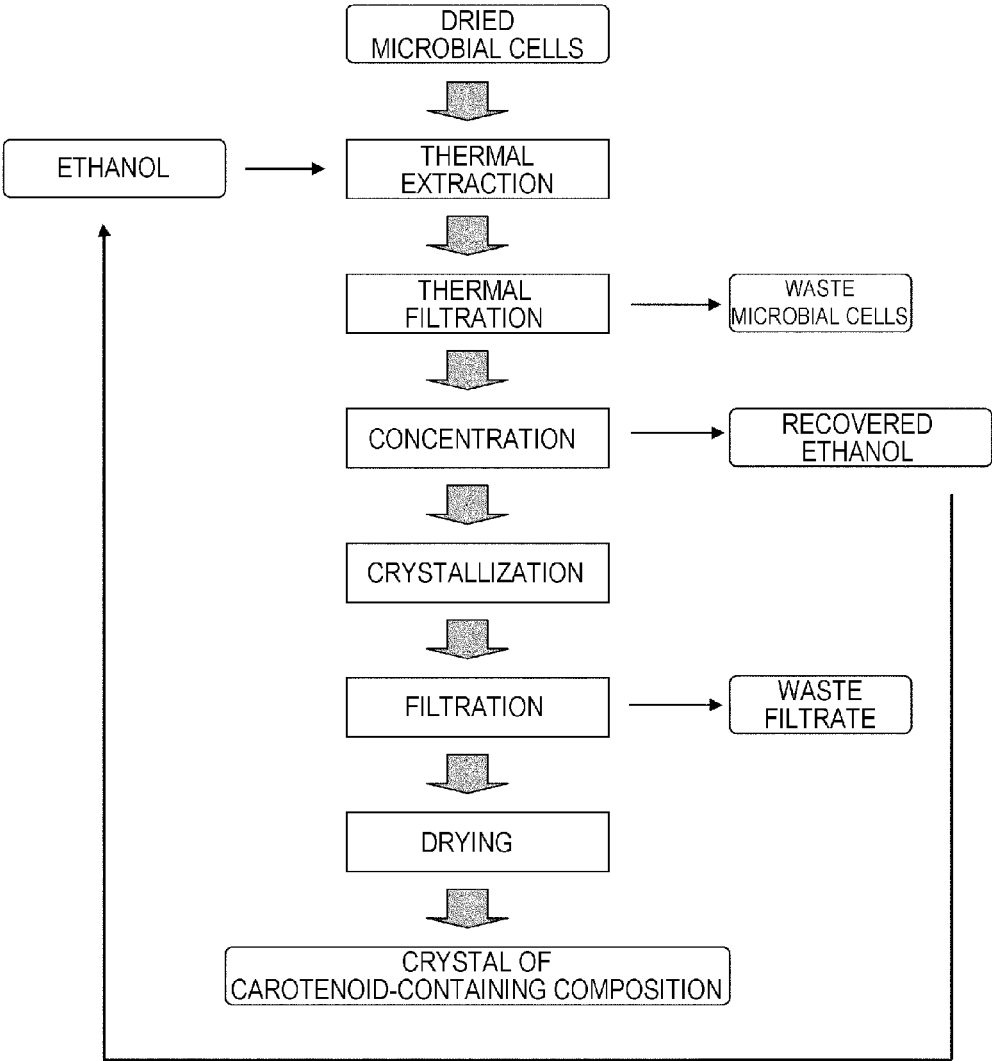 DRIED
MICROBIAL CELLS
ETHANOL
THERMAL
EXTRACTION
THERMAL
FILTRATION
WASTE
MICROBIAL CELLS
CONCENTRATION
RECOVERED
ETHANOL
CRYSTALLIZATION
FILTRATION
WASTE
FILTRATE
DRYING
CRYSTAL OF
CAROTENOID-CONTAINING COMPOSITION